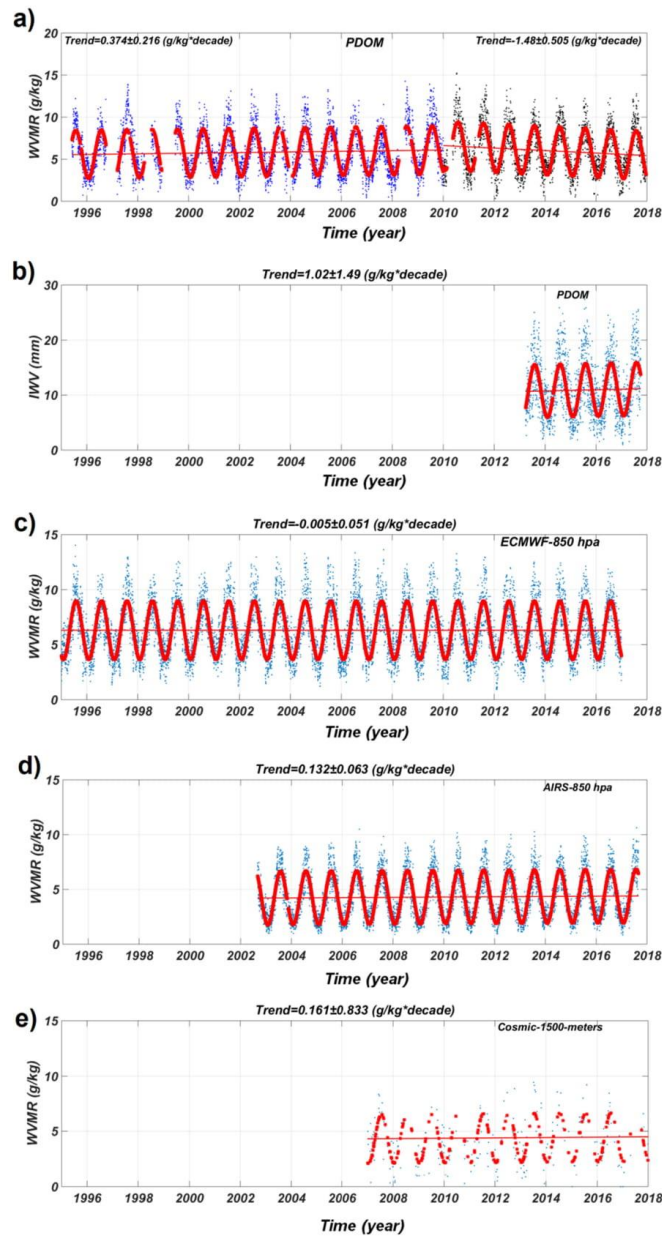 a)
Trend=0.374±0.216 (g/kg*decade) PDOM Trend=-1.48±0.505 (g/kg*decade)
20
15
10
5
0
WVMR (g/kg)
1996 1998 2000 2002 2004 2006 2008 2010 2012 2014 2016 2018
Time (year)
b)
Trend=1.02±1.49 (g/kg*decade)
PDOM
30
20
10
0
IWV (mm)
1996 1998 2000 2002 2004 2006 2008 2010 2012 2014 2016 2018
Time (year)
c)
Trend=-0.005±0.051 (g/kg*decade)
ECMWF-850 hpa
15
10
5
0
WVMR (g/kg)
1996 1998 2000 2002 2004 2006 2008 2010 2012 2014 2016 2018
Time (year)
d)
Trend=0.132±0.063 (g/kg*decade)
AIRS-850 hpa
15
10
5
0
WVMR (g/kg)
1996 1998 2000 2002 2004 2006 2008 2010 2012 2014 2016 2018
Time (year)
e)
Trend=0.161±0.833 (g/kg*decade)
Cosmic-1500-meters
15
10
5
0
WVMR (g/kg)
1996 1998 2000 2002 2004 2006 2008 2010 2012 2014 2016 2018
Time (year)